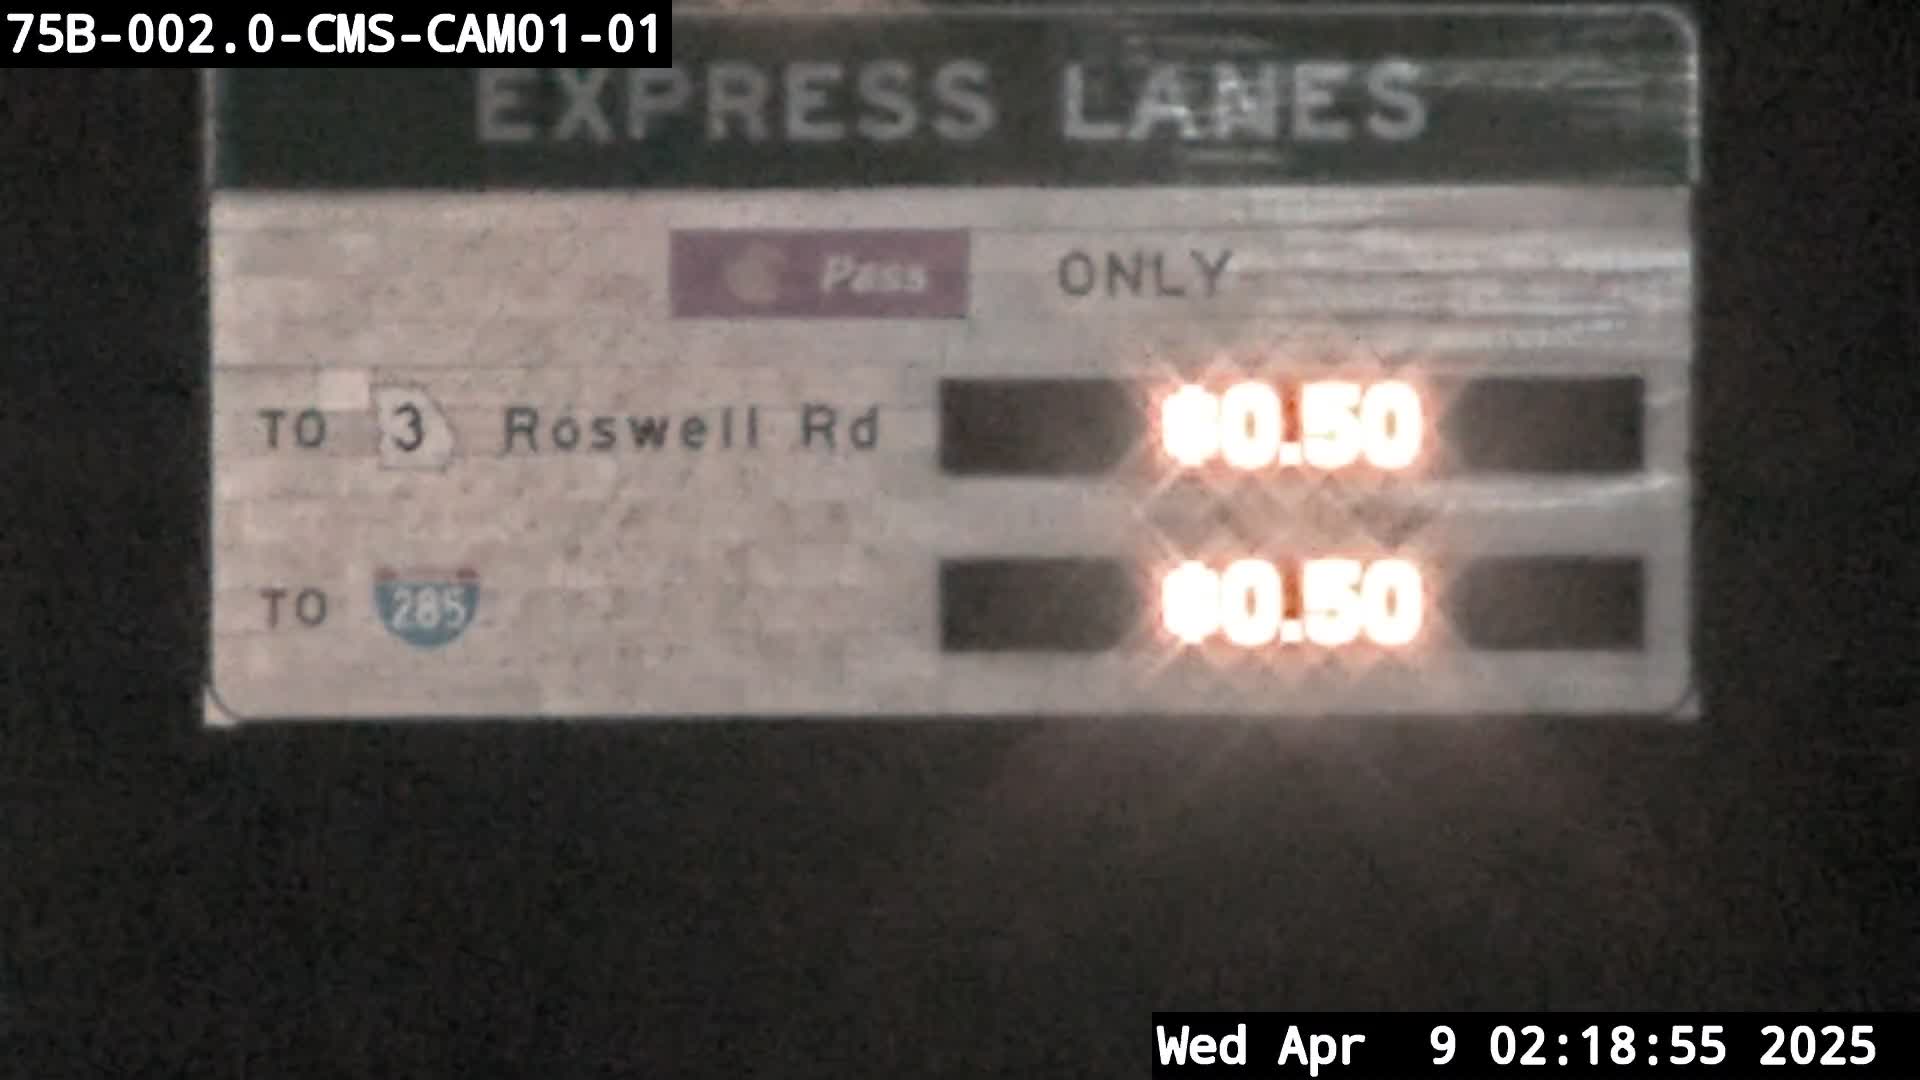 75B-002.0-CMS-CAM01-01
EXPRESS LANES
Pass ONLY
TO 3 Roswell Rd $0.50
TO 285 $0.50
Wed Apr 9 02:18:55 2025